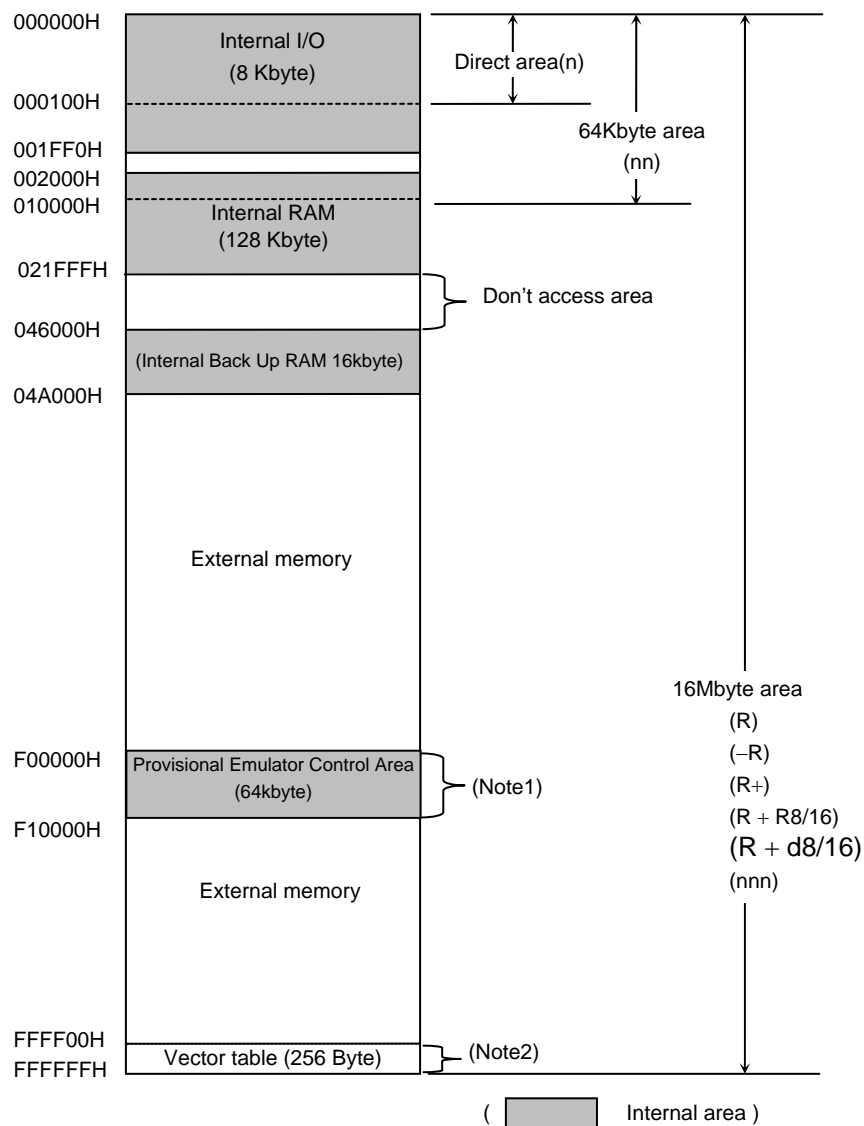 000000H
Internal I/O
(8 Kbyte)
Direct area(n)
000100H
64Kbyte area
(nn)
001FF0H
002000H
010000H
Internal RAM
(128 Kbyte)
021FFFH
Don’t access area
046000H
(Internal Back Up RAM 16kbyte)
04A000H
External memory
16Mbyte area
(R)
(−R)
(R+)
(R + R8/16)
(R + d8/16)
(nnn)
F00000H
Provisional Emulator Control Area
(64kbyte)
(Note1)
F10000H
External memory
FFFF00H
Vector table (256 Byte)
(Note2)
FFFFFFH
( Internal area )